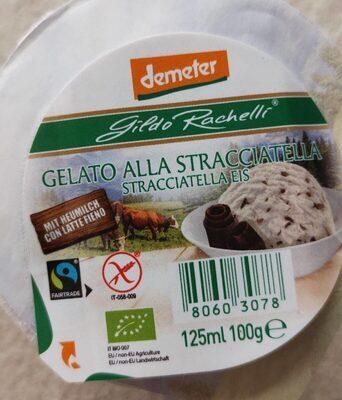 demeter
Gildo Rachelli®
GELATO ALLA STRACCIATELLA
STRACCIATELLA EIS
MIT HEUMILCH
CON LATTE FIENO
FAIRTRADE
IT-088-009
8060 3078
125ml 100g e
IT BIO 007
EU / non-EU Agriculture
EU / non-EU Landwirtschaft